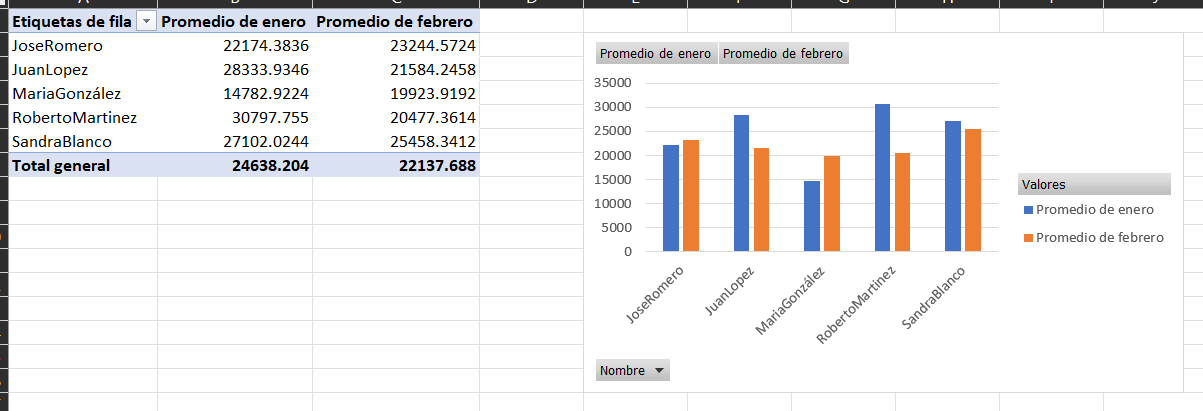 Etiquetas de fila Promedio de enero Promedio de febrero
JoseRomero 22174.3836 23244.5724
JuanLopez 28333.9346 21584.2458
MariaGonzález 14782.9224 19923.9192
RobertoMartinez 30797.755 20477.3614
SandraBlanco 27102.0244 25458.3412
Total general 24638.204 22137.688
Promedio de enero Promedio de febrero
35000
30000
25000
20000
15000
10000
5000
0
JoseRomero
JuanLopez
MariaGonzález
RobertoMartinez
SandraBlanco
Valores
Promedio de enero
Promedio de febrero
Nombre